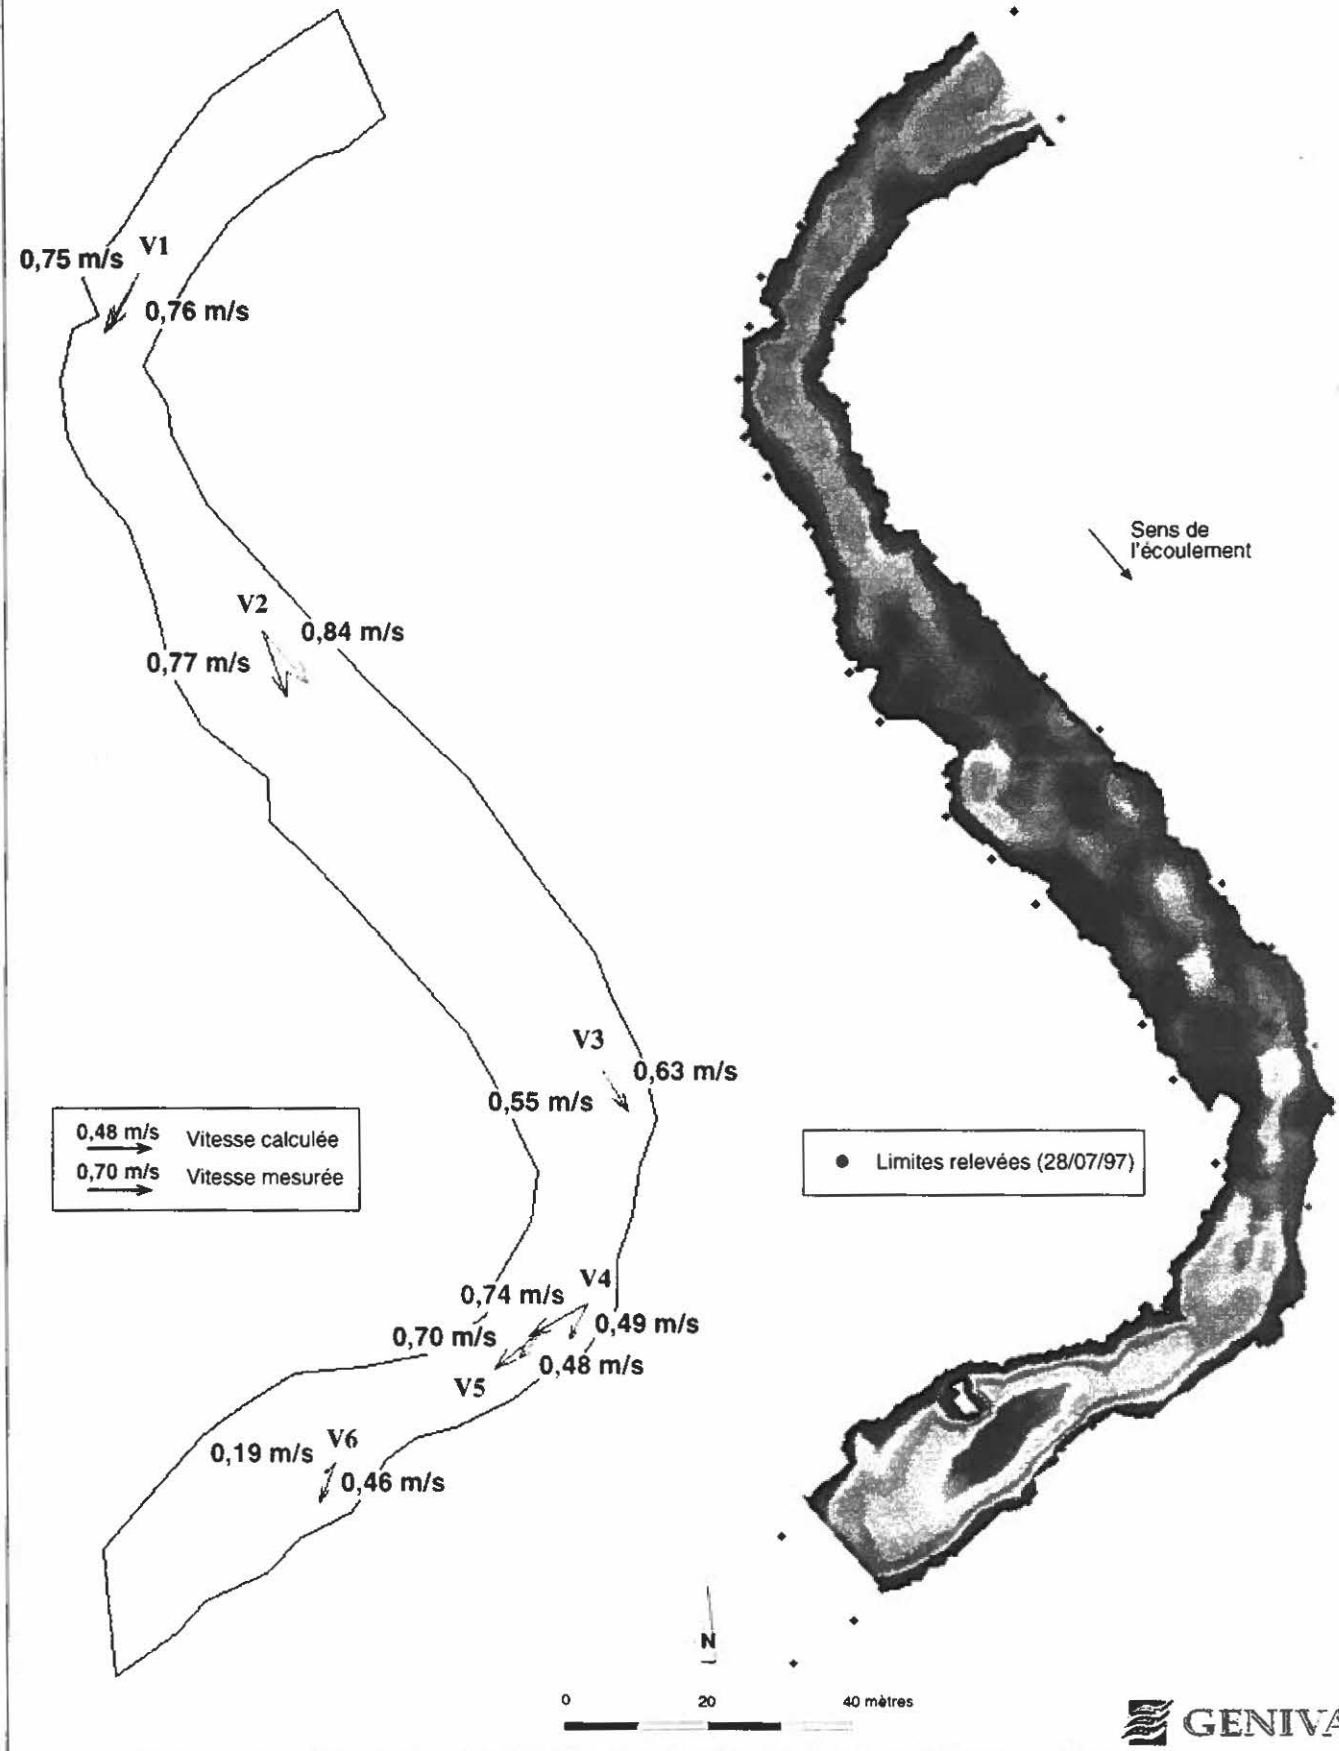 V1
0,75 m/s
0,76 m/s
Sens de
l'écoulement
V2
0,84 m/s
0,77 m/s
V3
0,63 m/s
0,55 m/s
0,48 m/s Vitesse calculée
0,70 m/s Vitesse mesurée
Limites relevées (28/07/97)
V4
0,74 m/s
0,49 m/s
0,70 m/s
0,48 m/s
V5
V6
0,19 m/s
0,46 m/s
N
0 20 40 mètres